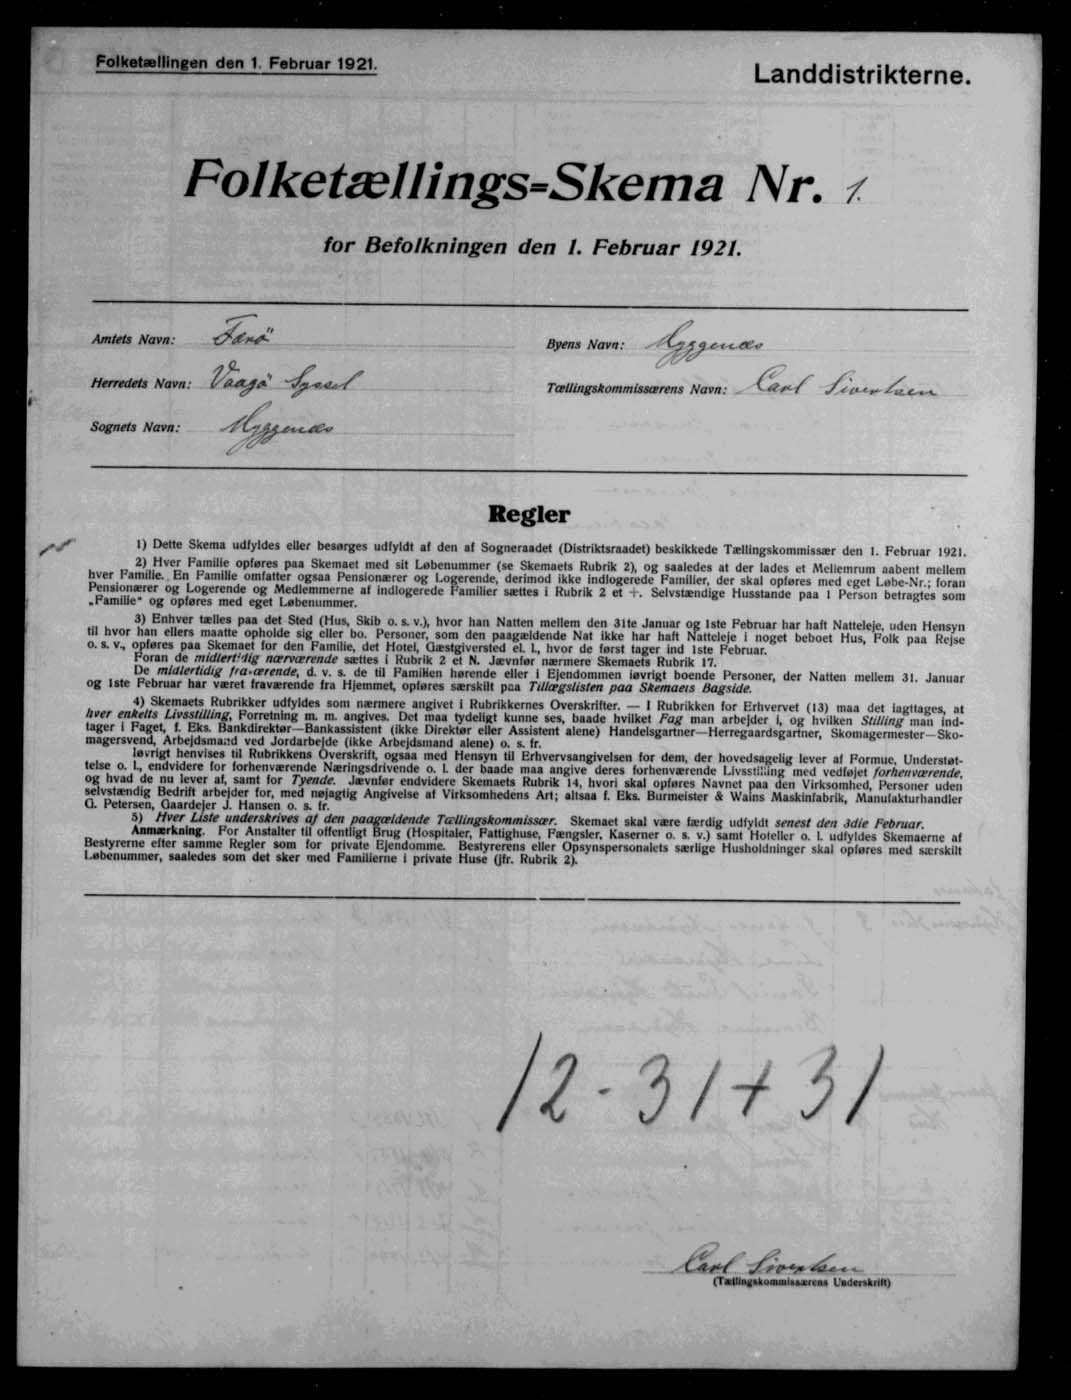 Folketællingen den 1. Februar 1921.
Landdistrikterne.
Folketællings=Skema Nr. 1.
for Befolkningen den 1. Februar 1921.
Amtets Navn: Færö
Byens Navn: Myggenæs
Herredets Navn: Vaagö Syssel
Tællingskommissærens Navn: Carl Sivertsen
Sognets Navn: Myggenæs
Regler
1) Dette Skema udfyldes eller besørges udfyldt af den af Sogneraadet (Distriktsraadet) beskikkede Tællingskommissær den 1. Februar 1921.
2) Hver Familie opføres paa Skemaet med sit Løbenummer (se Skemaets Rubrik 2), og saaledes at der lades et Mellemrum aabent mellem
hver Familie. En Familie omfatter ogsaa Pensionærer og Logerende, derimod ikke indlogerede Familier, der skal opføres med eget Løbe-Nr.; foran
Pensionærer og Logerende og Medlemmerne af indlogerede Familier sættes i Rubrik 2 et +. Selvstændige Husstande paa 1 Person betragtes som
„Familie“ og opføres med eget Løbenummer.
3) Enhver tælles paa det Sted (Hus, Skib o. s. v.), hvor han Natten mellem den 31te Januar og 1ste Februar har haft Natteleje, uden Hensyn
til hvor han ellers maatte opholde sig eller bo. Personer, som den paagældende Nat ikke har haft Natteleje i noget beboet Hus, Folk paa Rejse
o. s. v., opføres paa Skemaet for den Familie, det Hotel, Gæstgiversted el. l., hvor de først tager ind 1ste Februar.
Foran de midlertidig nærværende sættes i Rubrik 2 et N. Jævnfør nærmere Skemaets Rubrik 17.
De midlertidig fraværende, d. v. s. de til Familien hørende eller i Ejendommen iøvrigt boende Personer, der Natten mellem 31. Januar
og 1ste Februar har været fraværende fra Hjemmet, opføres særskilt paa Tillægslisten paa Skemaets Bagside.
4) Skemaets Rubrikker udfyldes som nærmere angivet i Rubrikkernes Overskrifter. — I Rubrikken for Erhvervet (13) maa det iagttages, at
hver enkelts Livsstilling, Forretning m. m. angives. Det maa tydeligt kunne ses, baade hvilket Fag man arbejder i, og hvilken Stilling man ind-
tager i Faget, f. Eks. Bankdirektør—Bankassistent (ikke Direktør eller Assistent alene) Handelsgartner—Herregaardsgartner, Skomagermester—Sko-
magersvend, Arbejdsmand ved Jordarbejde (ikke Arbejdsmand alene) o. s. fr.
Iøvrigt henvises til Rubrikkens Overskrift, ogsaa med Hensyn til Erhvervsangivelsen for dem, der hovedsagelig lever af Formue, Understøt-
telse o. l., endvidere for forhenværende Næringsdrivende o. l. der baade maa angive deres forhenværende Livsstilling med vedføjet forhenværende,
og hvad de nu lever af, samt for Tyende. Jævnfør endvidere Skemaets Rubrik 14, hvori skal opføres Navnet paa den Virksomhed, Personer uden
selvstændig Bedrift arbejder for, med nøjagtig Angivelse af Virksomhedens Art; altsaa f. Eks. Burmeister & Wains Maskinfabrik, Manufakturhandler
G. Petersen, Gaardejer J. Hansen o. s. fr.
5) Hver Liste underskrives af den paagældende Tællingskommissær. Skemaet skal være færdig udfyldt senest den 3die Februar.
Anmærkning. For Anstalter til offentligt Brug (Hospitaler, Fattighuse, Fængsler, Kaserner o. s. v.) samt Hoteller o. l. udfyldes Skemaerne af
Bestyrerne efter samme Regler som for private Ejendomme. Bestyrerens eller Opsynspersonalets særlige Husholdninger skal opføres med særskilt
Løbenummer, saaledes som det sker med Familierne i private Huse (jfr. Rubrik 2).
12 - 31 + 31
Carl Sivertsen
(Tællingskommissærens Underskrift)